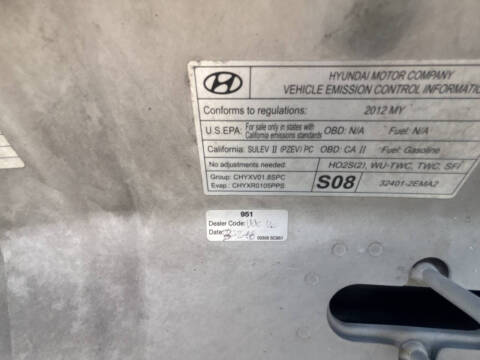 HYUNDAI MOTOR COMPANY
VEHICLE EMISSION CONTROL INFORMATIO
Conforms to regulations: 2012 MY
U.S.EPA: For sale only in states with California emissions standards OBD: N/A Fuel: N/A
California: SULEV II (PZEV) PC OBD: CA II Fuel: Gasoline
No adjustments needed. HO2S(2), WU-TWC, TWC, SFI
Group: CHYXV01.8SPC
Evap.: CHYXR0105PPS
S08 32401-2EMA2
951
Dealer Code:
Date: